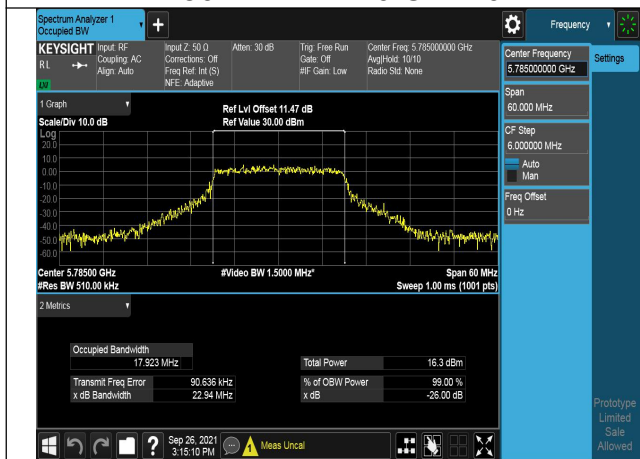 Spectrum Analyzer 1
Occupied BW
Frequency
KEYSIGHT
RL
Input: RF
Coupling: AC
Align: Auto
Input Z: 50 Ω
Corrections: Off
Freq Ref: Int (S)
NFE: Adaptive
Atten: 30 dB
Trig: Free Run
Gate: Off
#IF Gain: Low
Center Freq: 5.785000000 GHz
Avg|Hold: 10/10
Radio Std: None
Center Frequency
5.785000000 GHz
Settings
Span
60.000 MHz
CF Step
6.000000 MHz
Auto
Man
Freq Offset
0 Hz
1 Graph
Scale/Div 10.0 dB
Ref Lvl Offset 11.47 dB
Ref Value 30.00 dBm
Log
20.0
10.0
0.00
-10.0
-20.0
-30.0
-40.0
-50.0
-60.0
Center 5.78500 GHz
#Res BW 510.00 kHz
#Video BW 1.5000 MHz*
Span 60 MHz
Sweep 1.00 ms (1001 pts)
2 Metrics
Occupied Bandwidth
17.923 MHz
Total Power 16.3 dBm
Transmit Freq Error 90.636 kHz
% of OBW Power 99.00 %
x dB Bandwidth 22.94 MHz
x dB -26.00 dB
Prototype
Limited
Sale
Allowed
?
Sep 26, 2021
3:15:10 PM
Meas Uncal